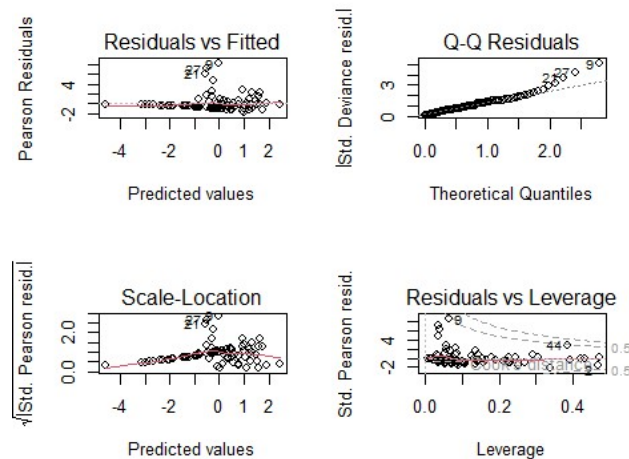 Residuals vs Fitted
Pearson Residuals
4
-2
27
9
21
-4
-2
0
1
2
Predicted values
Q-Q Residuals
|Std. Deviance resid.|
3
0
21
27
9
0.0
1.0
2.0
Theoretical Quantiles
Scale-Location
√|Std. Pearson resid.|
2.0
0.0
27
9
21
-4
-2
0
1
2
Predicted values
Residuals vs Leverage
Std. Pearson resid.
4
-2
9
44
2
Cook's distance
0.5
0.5
0.0
0.2
0.4
Leverage